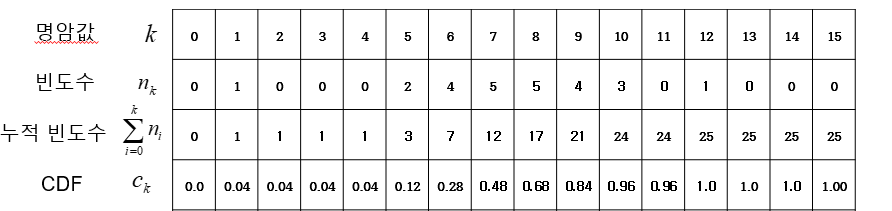 명암값 k 0 1 2 3 4 5 6 7 8 9 10 11 12 13 14 15
빈도수 nk 0 1 0 0 0 2 4 5 5 4 3 0 1 0 0 0
누적 빈도수 k∑i=0 ni 0 1 1 1 1 3 7 12 17 21 24 24 25 25 25 25
CDF ck 0.0 0.04 0.04 0.04 0.04 0.12 0.28 0.48 0.68 0.84 0.96 0.96 1.0 1.0 1.0 1.00